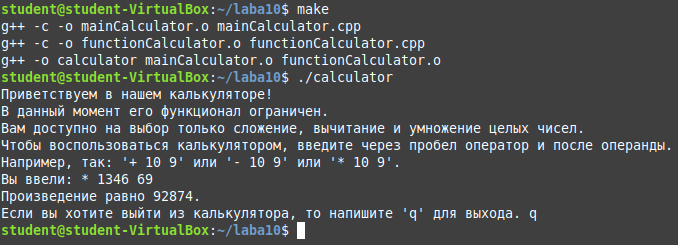 student@student-VirtualBox:~/laba10$ make
g++ -c -o mainCalculator.o mainCalculator.cpp
g++ -c -o functionCalculator.o functionCalculator.cpp
g++ -o calculator mainCalculator.o functionCalculator.o
student@student-VirtualBox:~/laba10$ ./calculator
Приветствуем в нашем калькуляторе!
В данный момент его функционал ограничен.
Вам доступно на выбор только сложение, вычитание и умножение целых чисел.
Чтобы воспользоваться калькулятором, введите через пробел оператор и после операнды.
Например, так: '+ 10 9' или '- 10 9' или '* 10 9'.
Вы ввели: * 1346 69
Произведение равно 92874.
Если вы хотите выйти из калькулятора, то напишите 'q' для выхода. q
student@student-VirtualBox:~/laba10$